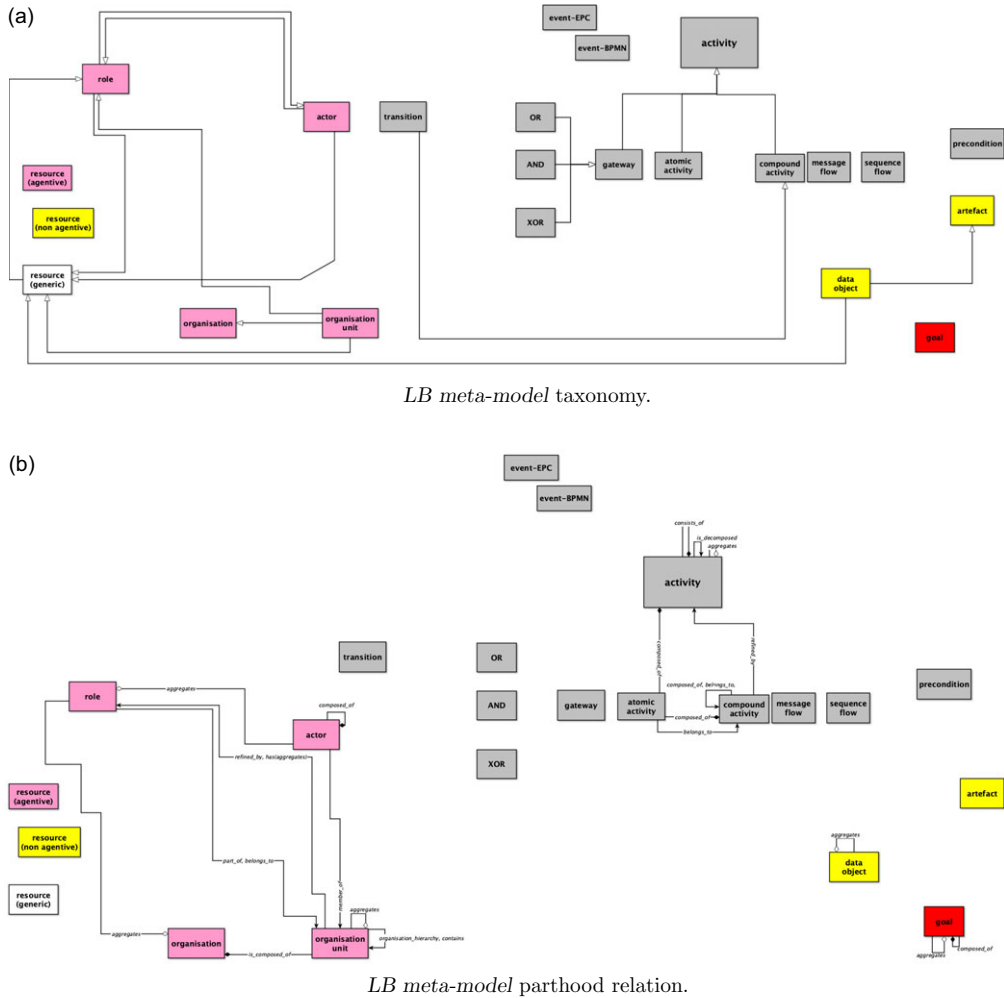 (a)
event-EPC
event-BPMN
activity
role
actor
transition
OR
AND
XOR
gateway
atomic
activity
compound
activity
message
flow
sequence
flow
precondition
resource
(agentive)
resource
(non agentive)
resource
(generic)
artefact
data
object
organisation
organisation
unit
goal
LB meta-model taxonomy.
(b)
event-EPC
event-BPMN
consists_of
is_decomposed
aggregates
activity
composed_of
refined_by
transition
OR
AND
XOR
gateway
atomic
activity
composed_of, belongs_to,
composed_of
belongs_to
compound
activity
message
flow
sequence
flow
precondition
role
aggregates
composed_of
actor
refined_by, has(aggregates)
resource
(agentive)
resource
(non agentive)
resource
(generic)
part_of, belongs_to
member_of
artefact
aggregates
data
object
aggregates
organisation
is_composed_of
organisation
unit
aggregates
organisation_hierarchy, contains
goal
aggregates
composed_of
LB meta-model parthood relation.